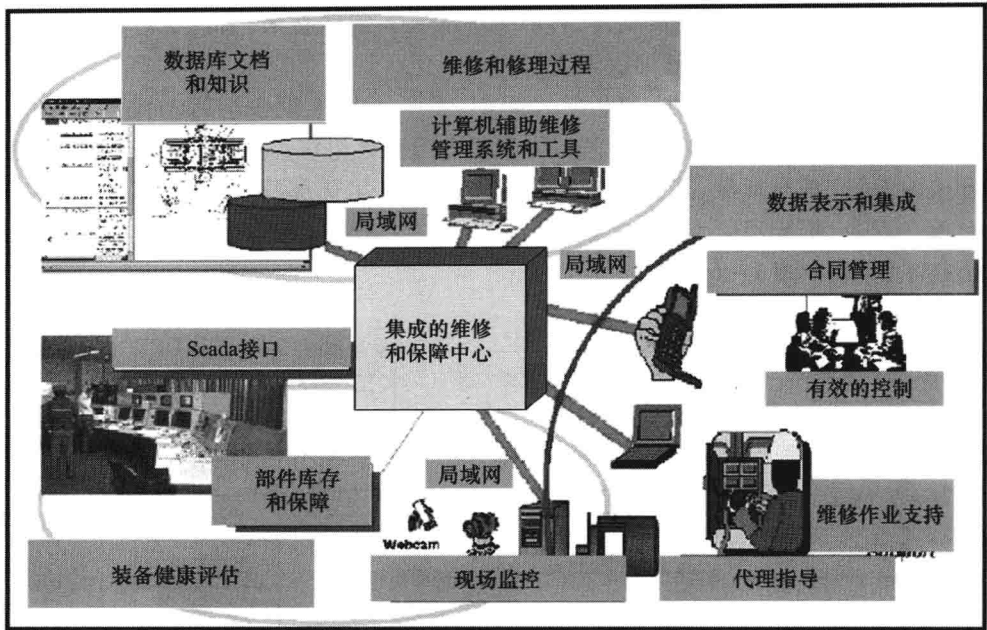 数据库文档
和知识
维修和修理过程
计算机辅助维修
管理系统和工具
局域网
数据表示和集成
局域网
合同管理
集成的维修
和保障中心
Scada接口
有效的控制
部件库存
和保障
局域网
维修作业支持
Webcam
装备健康评估
现场监控
代理指导